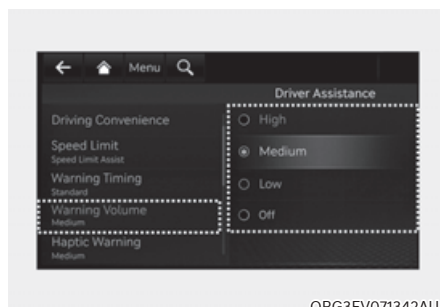 Menu
Driver Assistance
Driving Convenience
Speed Limit
Speed Limit Assist
Warning Timing
Standard
Warning Volume
Medium
Haptic Warning
Medium
High
Medium
Low
Off